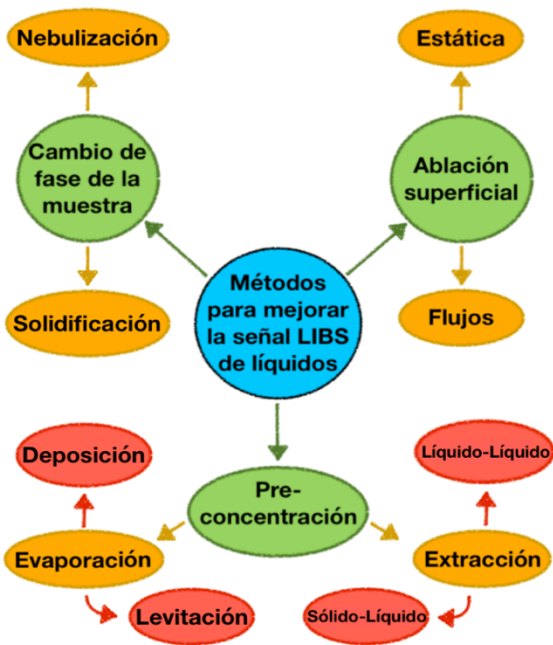 Nebulización
Estática
Cambio de
fase de la
muestra
Ablación
superficial
Métodos
para mejorar
la señal LIBS
de líquidos
Solidificación
Flujos
Deposición
Líquido-Líquido
Pre-
concentración
Evaporación
Extracción
Levitación
Sólido-Líquido